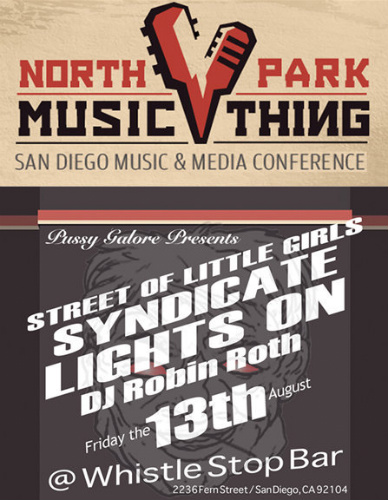 NORTH PARK
MUSIC THING
SAN DIEGO MUSIC & MEDIA CONFERENCE
Pussy Galore Presents
STREET OF LITTLE GIRLS
SYNDICATE
LIGHTS ON
DJ Robin Roth
Friday the 13th August
@ Whistle Stop Bar
2236 Fern Street / San Diego, CA 92104